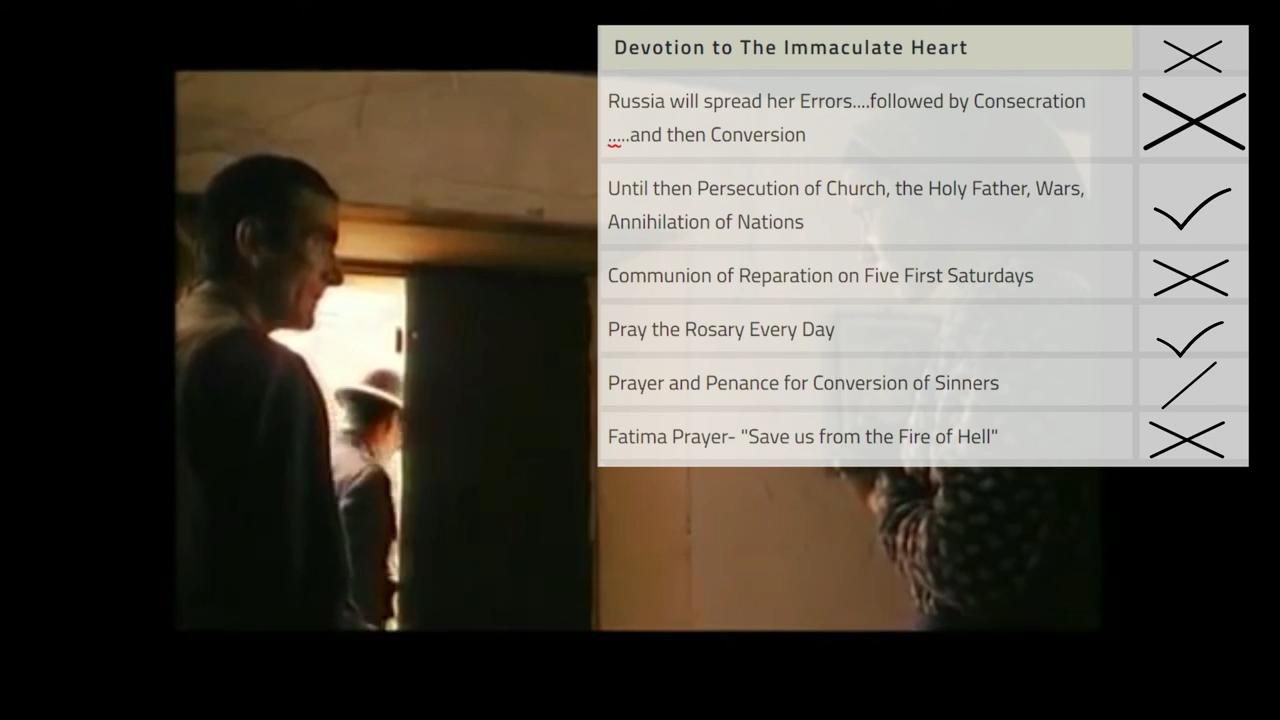 Devotion to The Immaculate Heart
Russia will spread her Errors....followed by Consecration
.....and then Conversion
Until then Persecution of Church, the Holy Father, Wars,
Annihilation of Nations
Communion of Reparation on Five First Saturdays
Pray the Rosary Every Day
Prayer and Penance for Conversion of Sinners
Fatima Prayer- "Save us from the Fire of Hell"